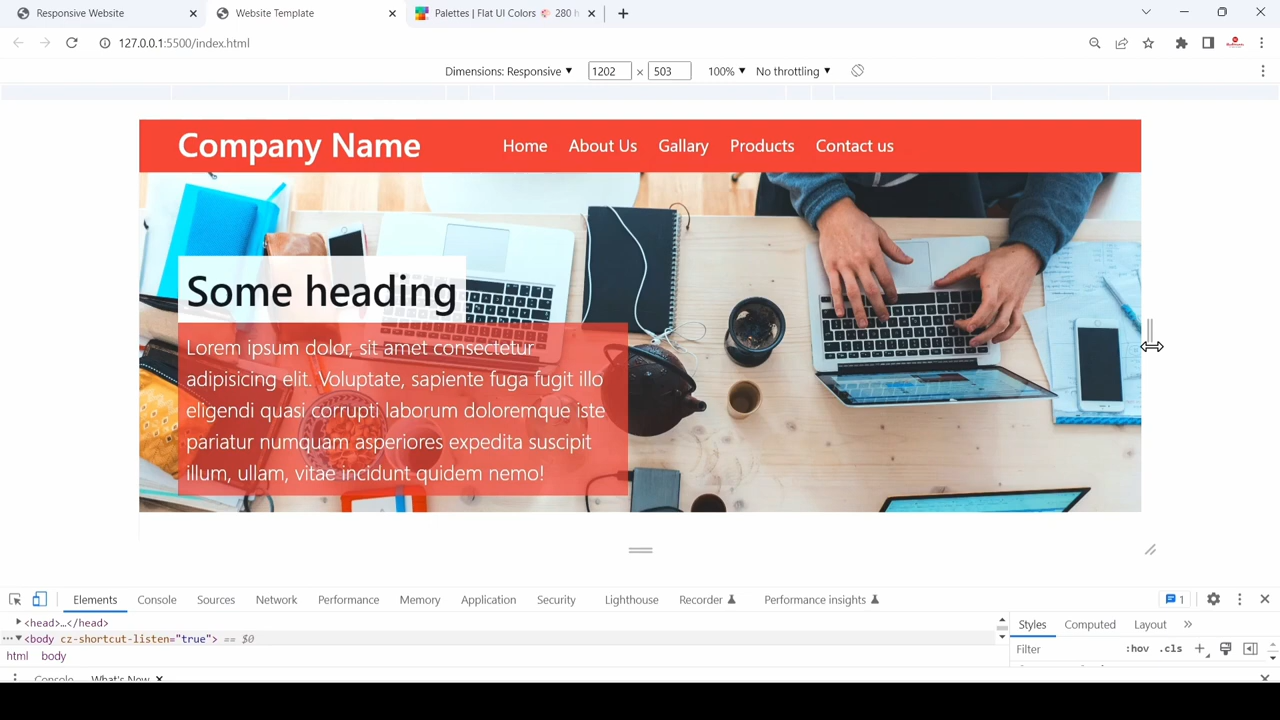 Responsive Website
Website Template
Palettes | Flat UI Colors 280 h
127.0.0.1:5500/index.html
Dimensions: Responsive 1202 × 503 100% No throttling
Company Name
Home About Us Gallary Products Contact us
Some heading
Lorem ipsum dolor, sit amet consectetur
adipisicing elit. Voluptate, sapiente fuga fugit illo
eligendi quasi corrupti laborum doloremque iste
pariatur numquam asperiores expedita suscipit
illum, ullam, vitae incidunt quidem nemo!
Elements Console Sources Network Performance Memory Application Security Lighthouse Recorder Performance insights 1
<head>…</head>
<body cz-shortcut-listen="true"> == $0
html body
Styles Computed Layout »
Filter :hov .cls +
Console What's New